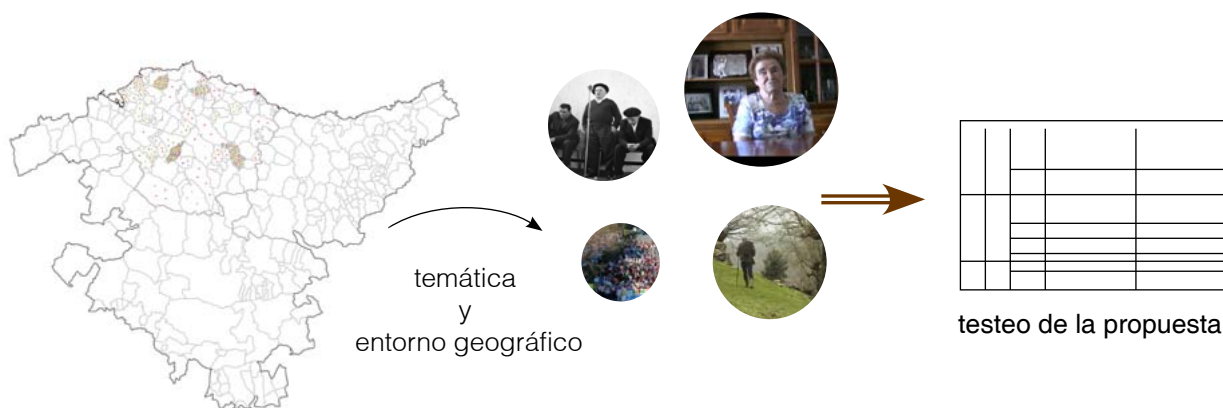 temática
y
entorno geográfico
testeo de la propuesta